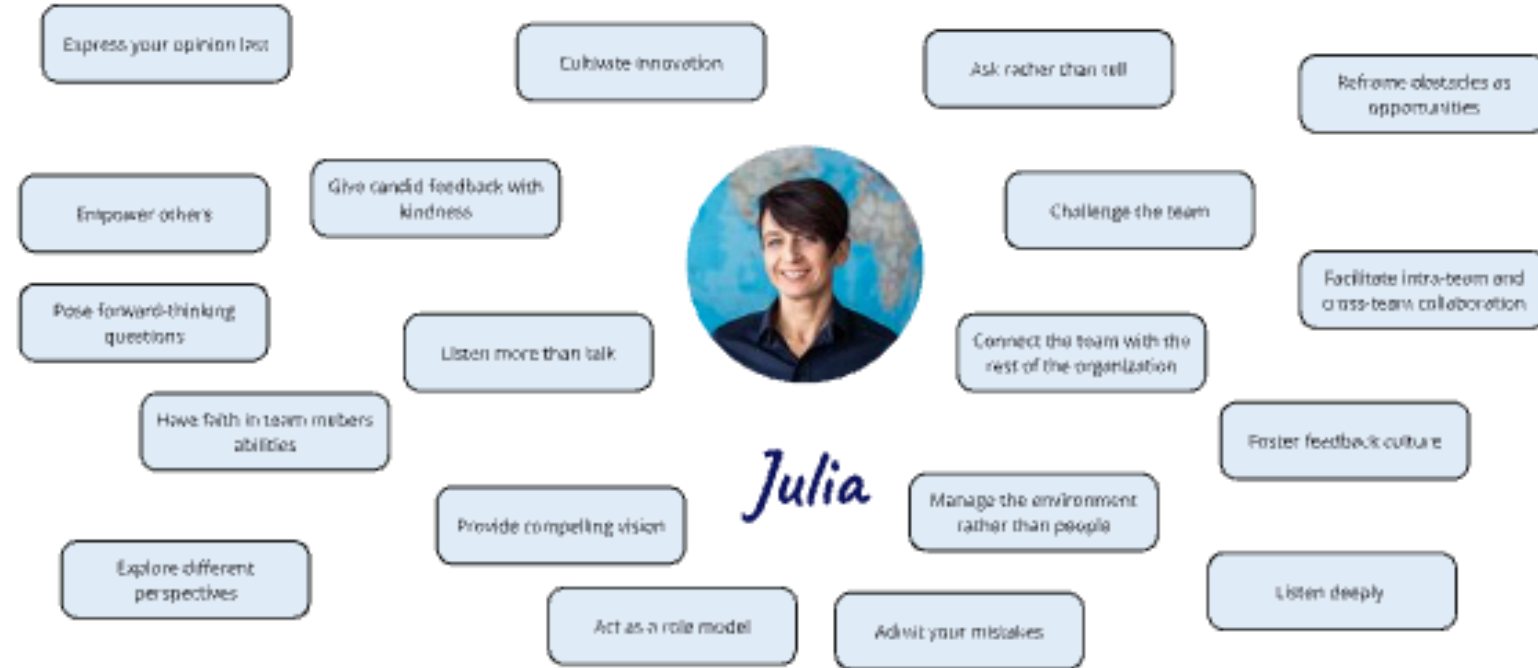 Express your opinion last
Cultivate innovation
Ask rather than tell
Reframe obstacles as
opportunities
Give candid feedback with
kindness
Empower others
Challenge the team
Facilitate intra-team and
cross-team collaboration
Pose forward-thinking
questions
Listen more than talk
Connect the team with the
rest of the organization
Have faith in team mebers
abilities
Foster feedback culture
Julia
Provide compelling vision
Manage the environment
rather than people
Explore different
perspectives
Listen deeply
Act as a role model
Admit your mistakes